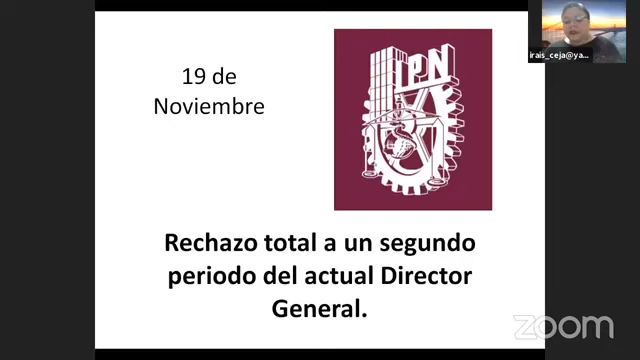 19 de
Noviembre
IPN
irais_ceja@ya...
Rechazo total a un segundo
periodo del actual Director
General.
zoom